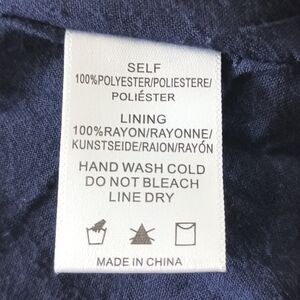 SELF
100%POLYESTER/POLIESTERE/
POLIÉSTER
LINING
100%RAYON/RAYONNE/
KUNSTSEIDE/RAION/RAYÓN
HAND WASH COLD
DO NOT BLEACH
LINE DRY
MADE IN CHINA